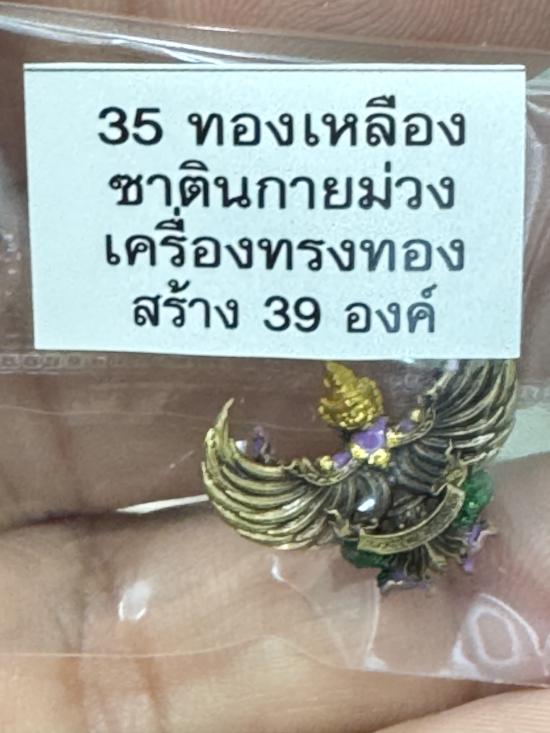 35 ทองเหลือง
ซาตินกายม่วง
เครื่องทรงทอง
สร้าง 39 องค์